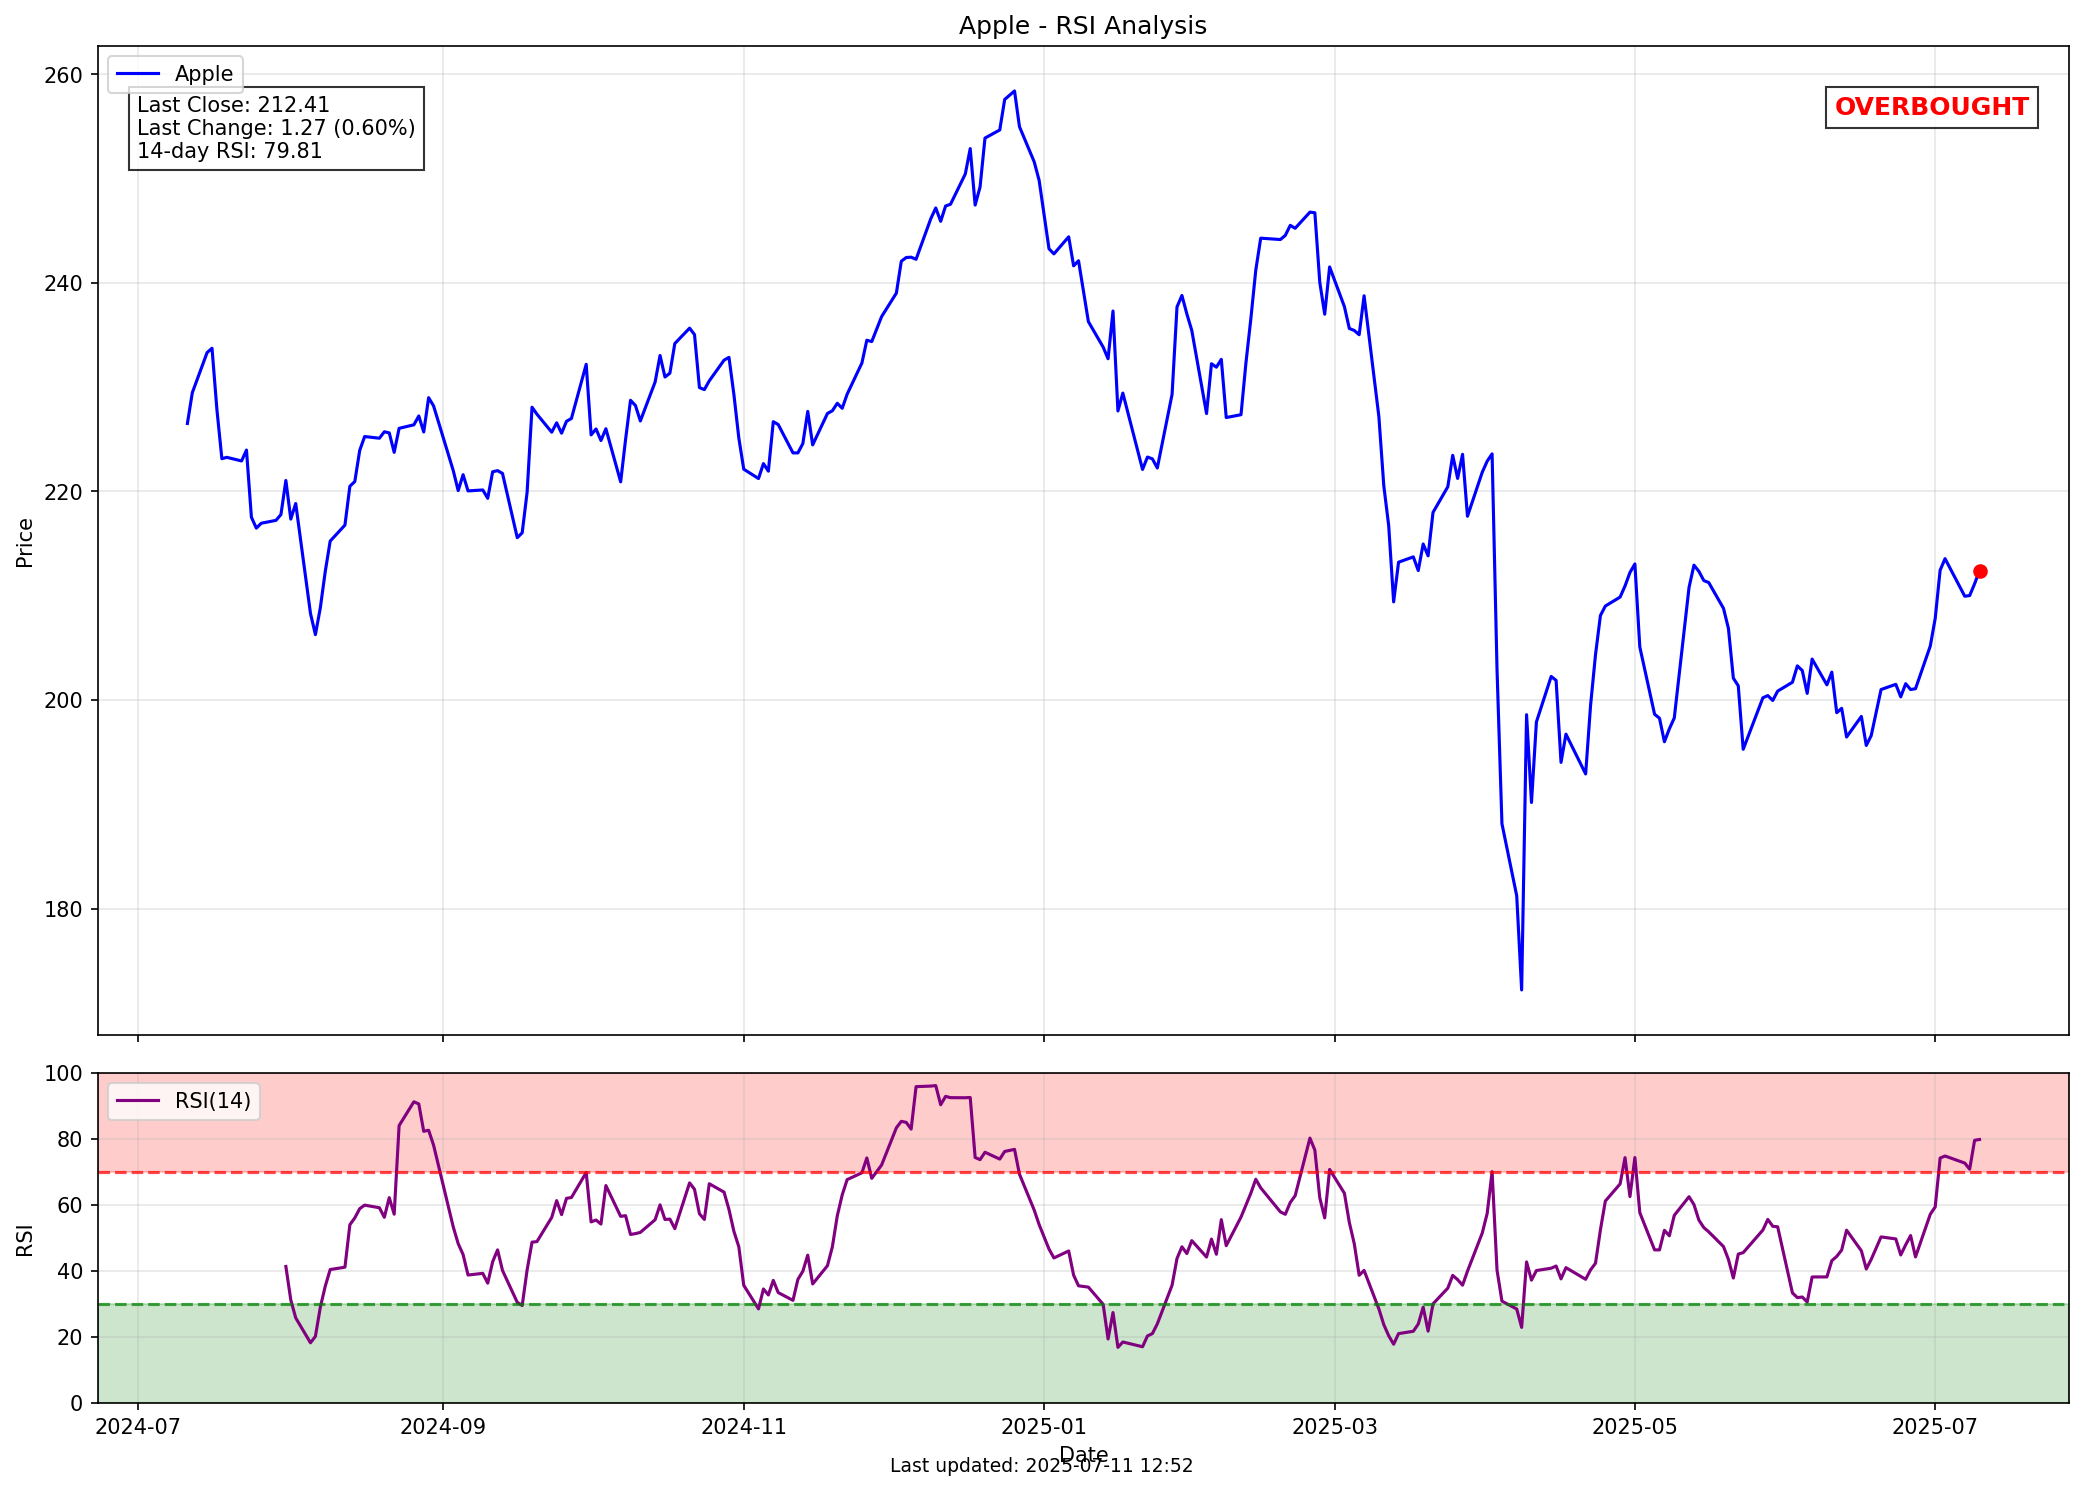 Apple - RSI Analysis
Apple
Last Close: 212.41
Last Change: 1.27 (0.60%)
14-day RSI: 79.81
OVERBOUGHT
Price
260
240
220
200
180
RSI(14)
RSI
100
80
60
40
20
0
2024-07
2024-09
2024-11
2025-01
2025-03
2025-05
2025-07
Date
Last updated: 2025-07-11 12:52